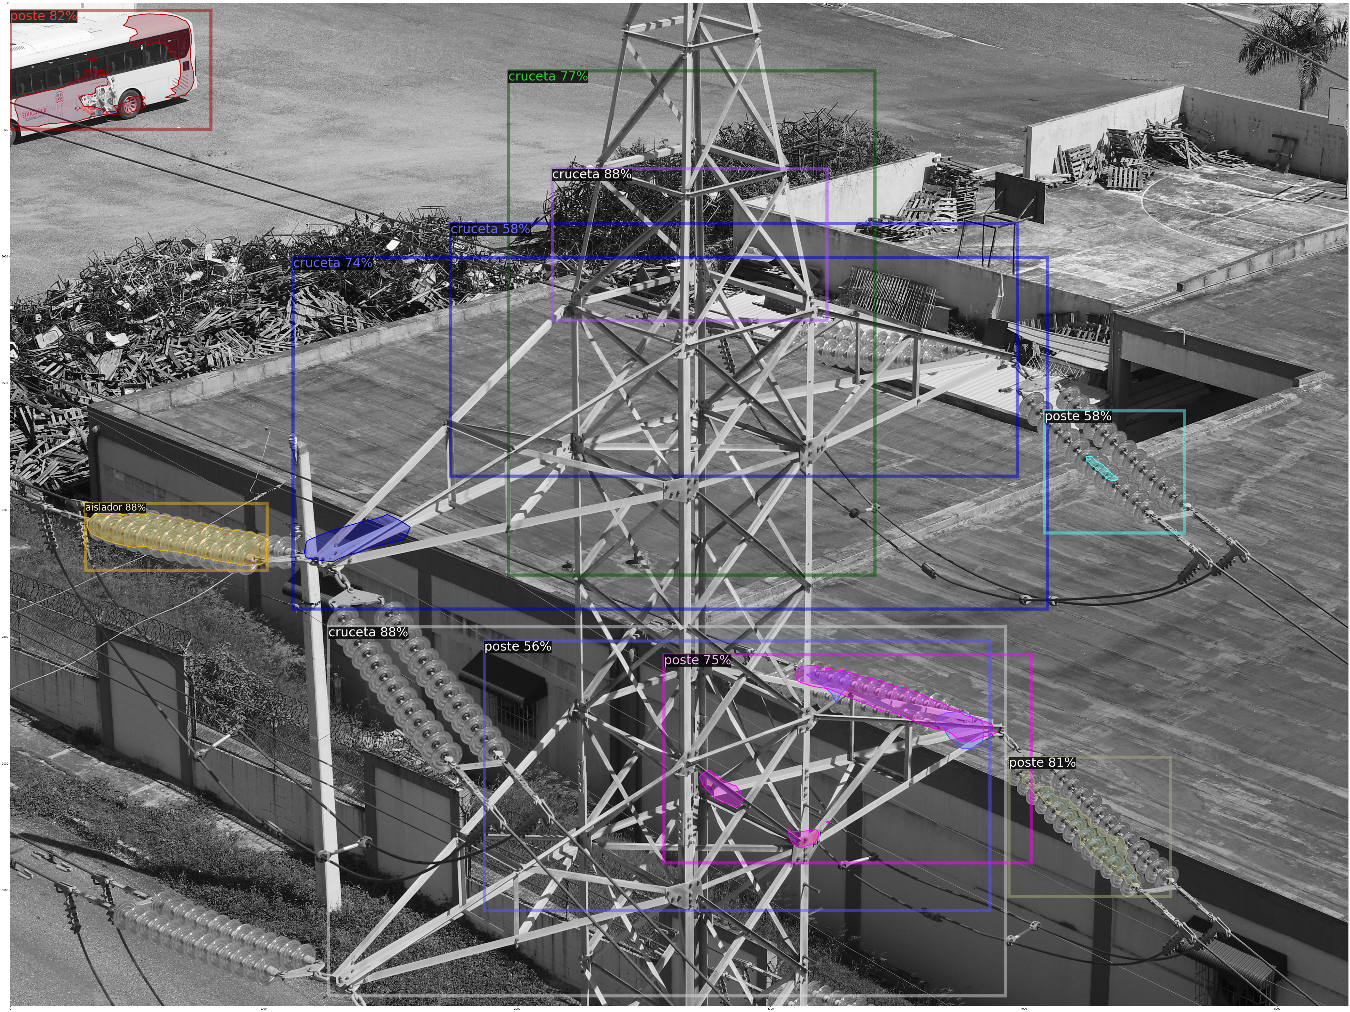 poste 82%
cruceta 77%
cruceta 88%
cruceta 58%
cruceta 74%
poste 58%
aislador 88%
cruceta 88%
poste 56%
poste 75%
poste 81%